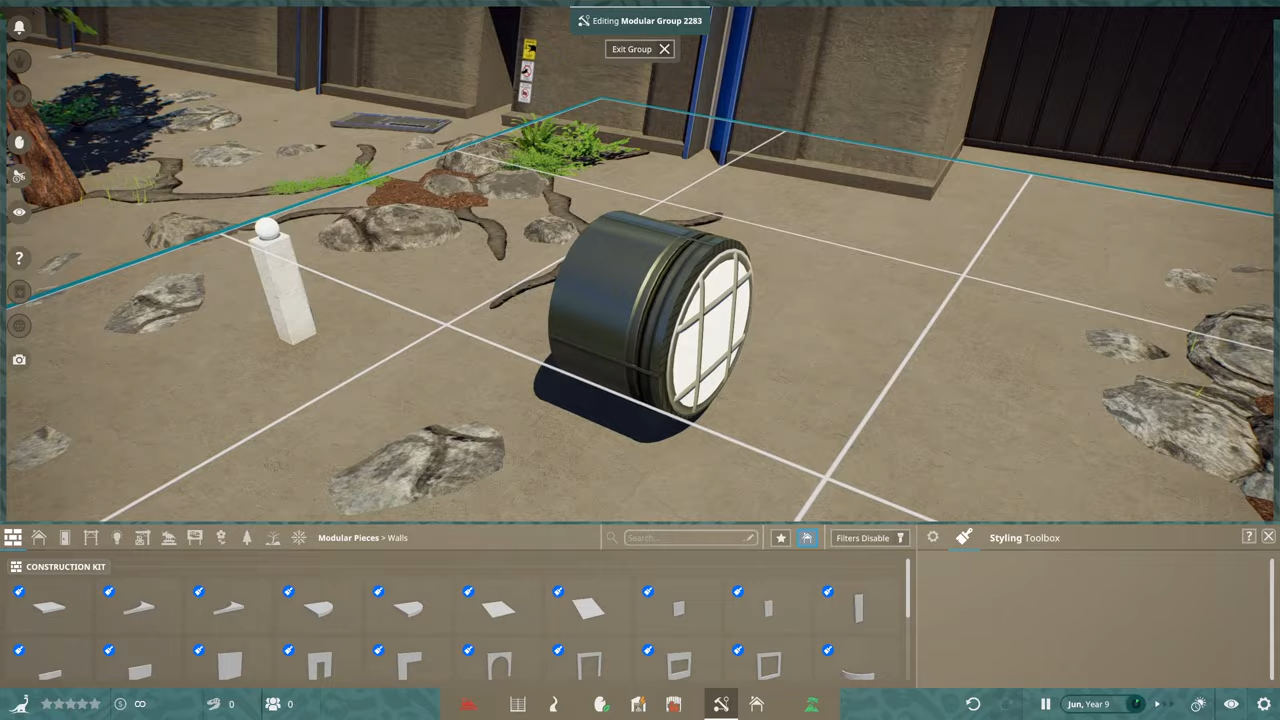 Editing Modular Group 2283
Exit Group
Modular Pieces > Walls
Search...
Filters Disable
Styling Toolbox
?
CONSTRUCTION KIT
?
∞
0
0
Jun, Year 9